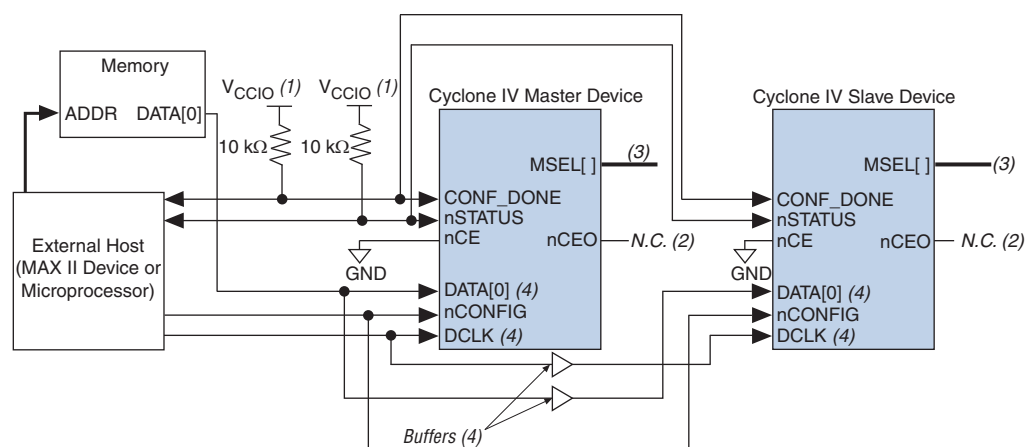 Memory
ADDR DATA[0]
VCCIO (1)
VCCIO (1)
10 kΩ
10 kΩ
External Host
(MAX II Device or
Microprocessor)
Cyclone IV Master Device
MSEL[ ]
(3)
CONF_DONE
nSTATUS
nCE
nCEO
N.C. (2)
GND
DATA[0] (4)
nCONFIG
DCLK (4)
Cyclone IV Slave Device
MSEL[ ]
(3)
CONF_DONE
nSTATUS
nCE
nCEO
N.C. (2)
GND
DATA[0] (4)
nCONFIG
DCLK (4)
Buffers (4)